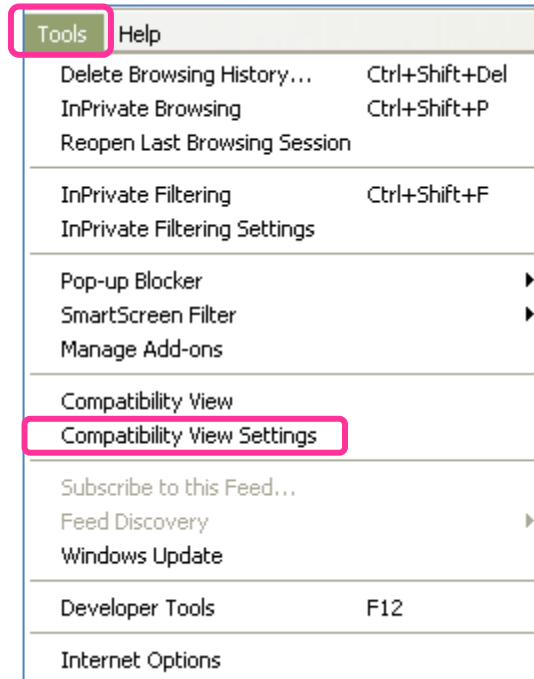 Tools Help
Delete Browsing History... Ctrl+Shift+Del
InPrivate Browsing Ctrl+Shift+P
Reopen Last Browsing Session
InPrivate Filtering Ctrl+Shift+F
InPrivate Filtering Settings
Pop-up Blocker
SmartScreen Filter
Manage Add-ons
Compatibility View
Compatibility View Settings
Subscribe to this Feed...
Feed Discovery
Windows Update
Developer Tools F12
Internet Options